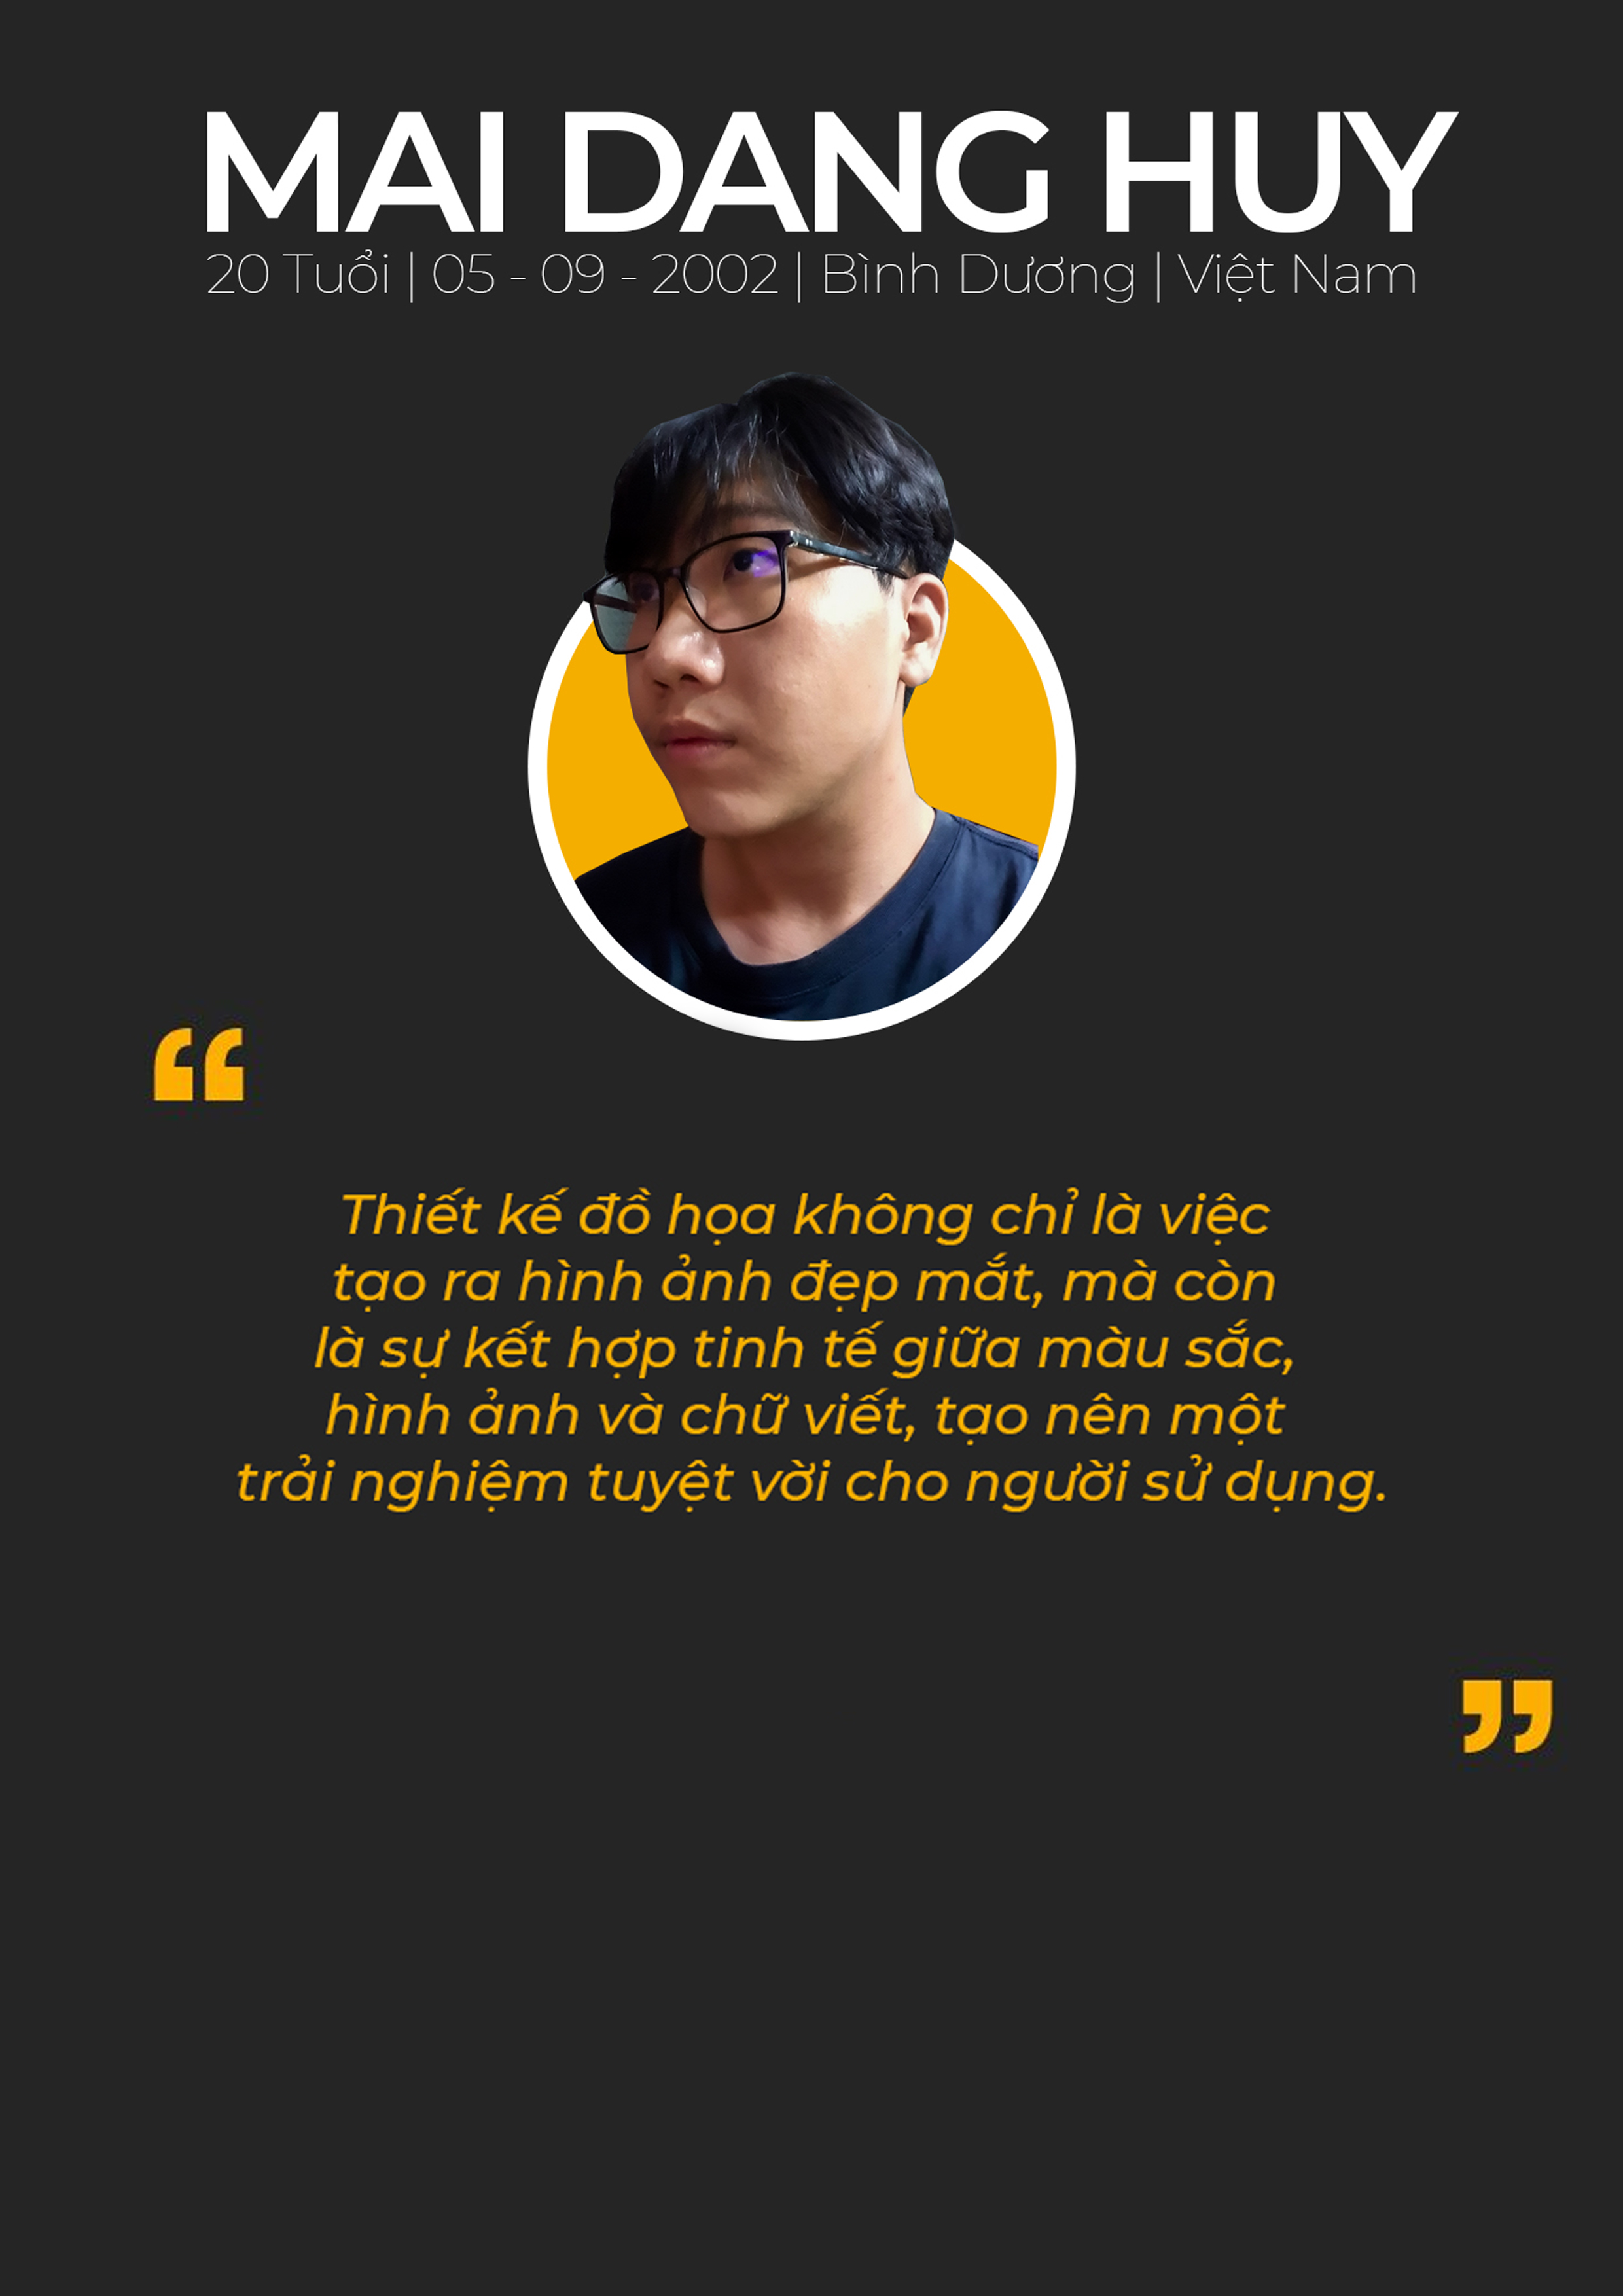 MAI DANG HUY
20 Tuổi | 05 - 09 - 2002 | Bình Dương | Việt Nam
“
Thiết kế đồ họa không chỉ là việc
tạo ra hình ảnh đẹp mắt, mà còn
là sự kết hợp tinh tế giữa màu sắc,
hình ảnh và chữ viết, tạo nên một
trải nghiệm tuyệt vời cho người sử dụng.
”